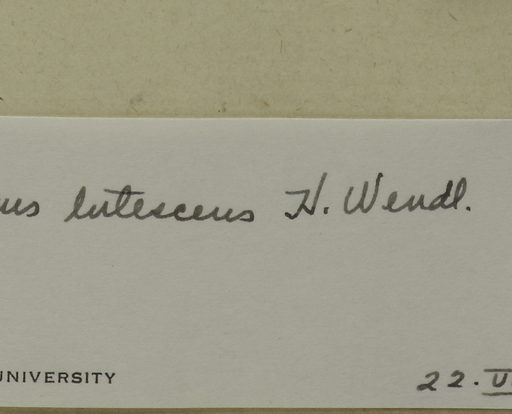 us lutescens H. Wendl.
UNIVERSITY
22.